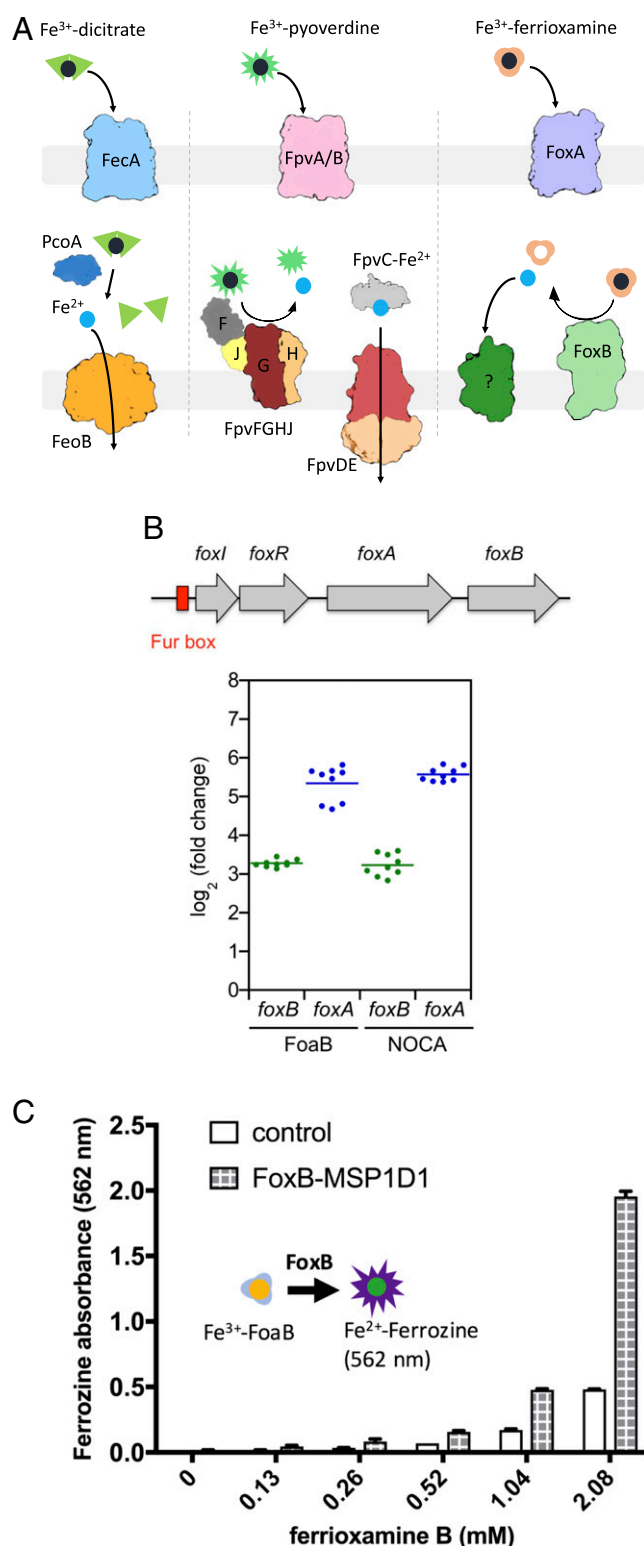 A
Fe³⁺-dicitrate Fe³⁺-pyoverdine Fe³⁺-ferrioxamine
FecA FpvA/B FoxA
PcoA
Fe²⁺
FeoB
F
J
G
H
FpvFGHJ
FpvC-Fe²⁺
FpvDE
?
FoxB
B
foxI foxR foxA foxB
Fur box
log₂ (fold change)
8
7
6
5
4
3
2
1
0
foxB foxA foxB foxA
FoaB NOCA
C
Ferrozine absorbance (562 nm)
2.5
2.0
1.5
1.0
0.5
0.0
control
FoxB-MSP1D1
FoxB
Fe³⁺-FoaB
Fe²⁺-Ferrozine
(562 nm)
0 0.13 0.26 0.52 1.04 2.08
ferrioxamine B (mM)